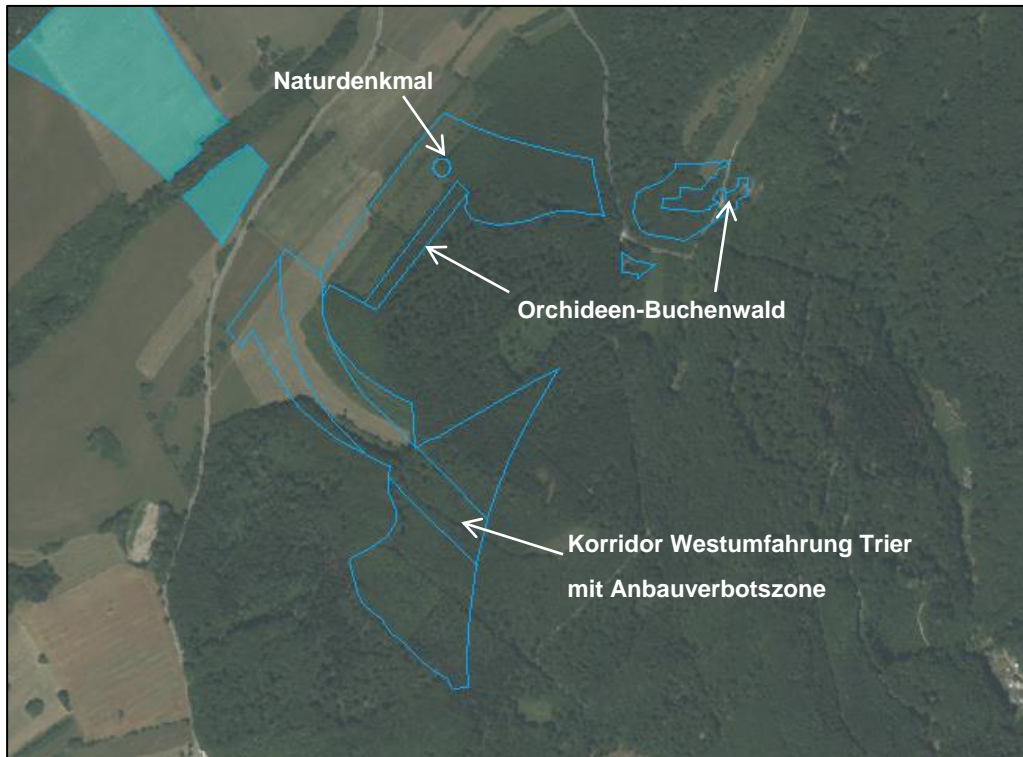 Naturdenkmal
Orchideen-Buchenwald
Korridor Westumfahrung Trier
mit Anbauverbotszone